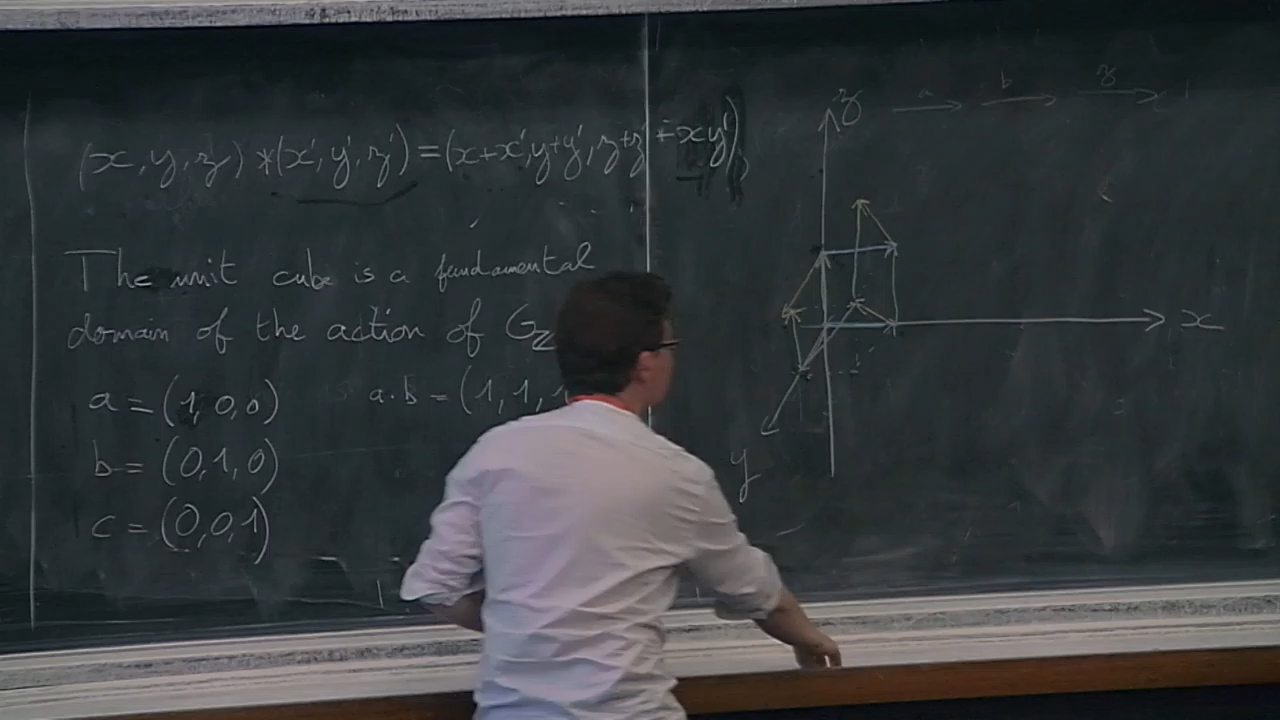 (x, y, z) * (x', y', z') = (x+x', y+y', z+z'+xy')
The unit cube is a fundamental
domain of the action of G_Z
a = (1,0,0) a.b = (1,1,
b = (0,1,0)
c = (0,0,1)
z a b z
x
y